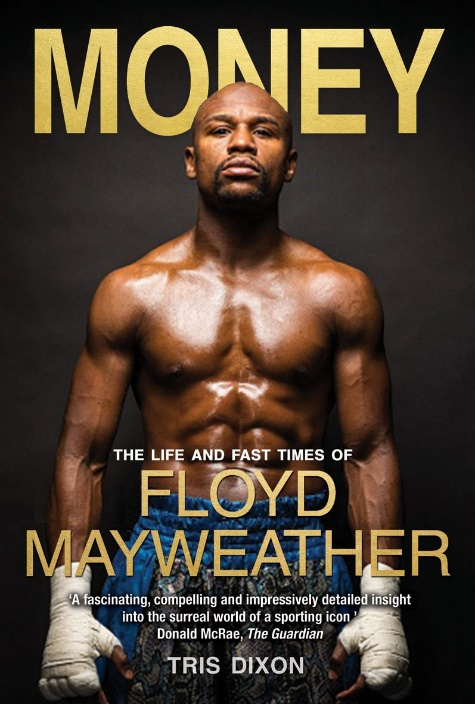 MONEY
THE LIFE AND FAST TIMES OF
FLOYD
MAYWEATHER
'A fascinating, compelling and impressively detailed insight
into the surreal world of a sporting icon '
Donald McRae, The Guardian
TRIS DIXON